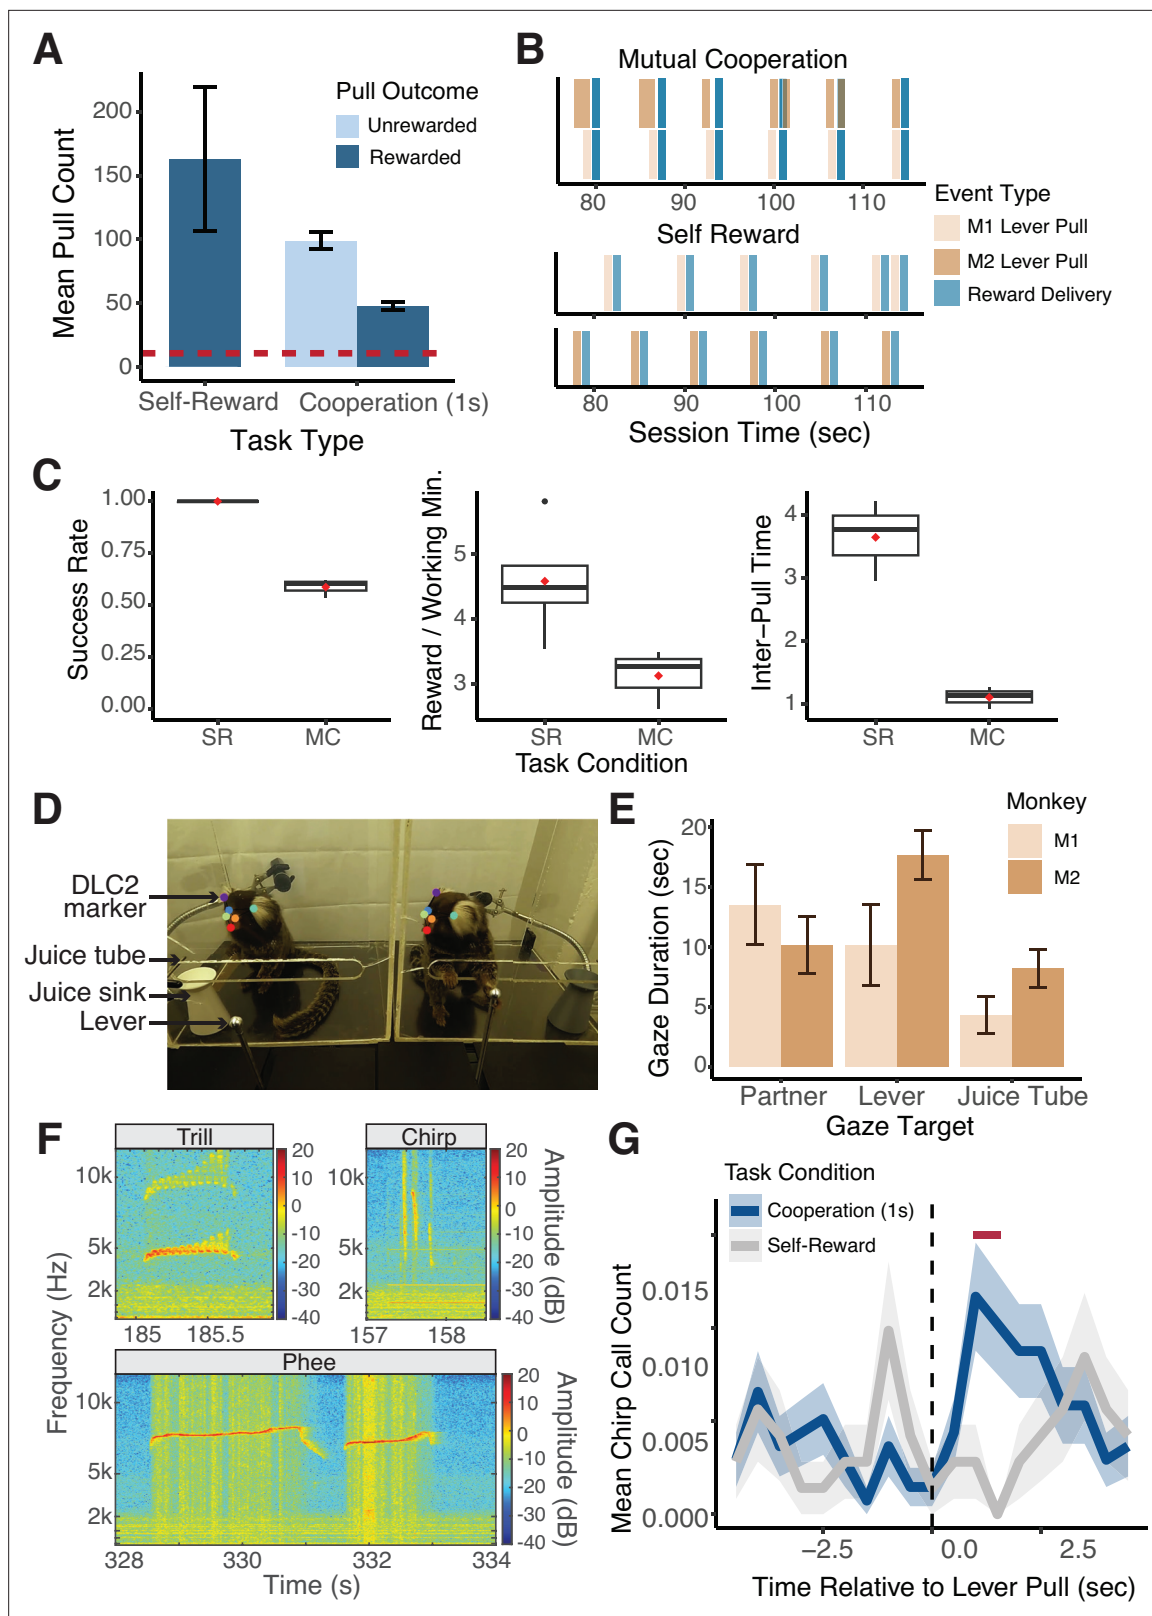 A
Mean Pull Count
200
150
100
50
0
Pull Outcome
Unrewarded
Rewarded
Self-Reward
Cooperation (1s)
Task Type
B
Mutual Cooperation
80
90
100
110
Self Reward
80
90
100
110
Session Time (sec)
Event Type
M1 Lever Pull
M2 Lever Pull
Reward Delivery
C
Success Rate
1.00
0.75
0.50
0.25
0.00
SR
MC
Reward / Working Min.
5
4
3
SR
MC
Task Condition
Inter−Pull Time
4
3
2
1
SR
MC
D
DLC2
marker
Juice tube
Juice sink
Lever
E
Monkey
M1
M2
Gaze Duration (sec)
20
15
10
5
0
Partner
Lever
Juice Tube
Gaze Target
F
Frequency (Hz)
Trill
10k
5k
2k
185
185.5
20
10
0
-10
-20
-30
-40
Chirp
10k
5k
2k
157
158
20
10
0
-10
-20
-30
-40
Amplitude (dB)
Phee
10k
5k
2k
328
330
332
334
Time (s)
20
10
0
-10
-20
-30
-40
Amplitude (dB)
G
Task Condition
Cooperation (1s)
Self-Reward
Mean Chirp Call Count
0.015
0.010
0.005
0.000
−2.5
0.0
2.5
Time Relative to Lever Pull (sec)